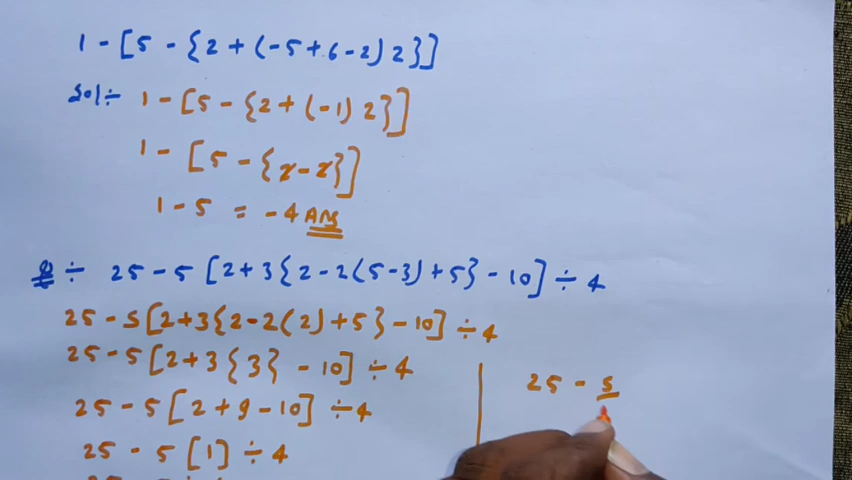 1 - [5 - {2 + (-5 + 6 - 2) 2}]
Sol ÷ 1 - [5 - {2 + (-1) 2}]
1 - [5 - {2 - 2}]
1 - 5 = -4 Ans
Q ÷ 25 - 5 [2 + 3 {2 - 2 (5 - 3) + 5} - 10] ÷ 4
25 - 5 [2 + 3 {2 - 2 (2) + 5} - 10] ÷ 4
25 - 5 [2 + 3 {3} - 10] ÷ 4
25 - 5 [2 + 9 - 10] ÷ 4
25 - 5 [1] ÷ 4
25 - 5